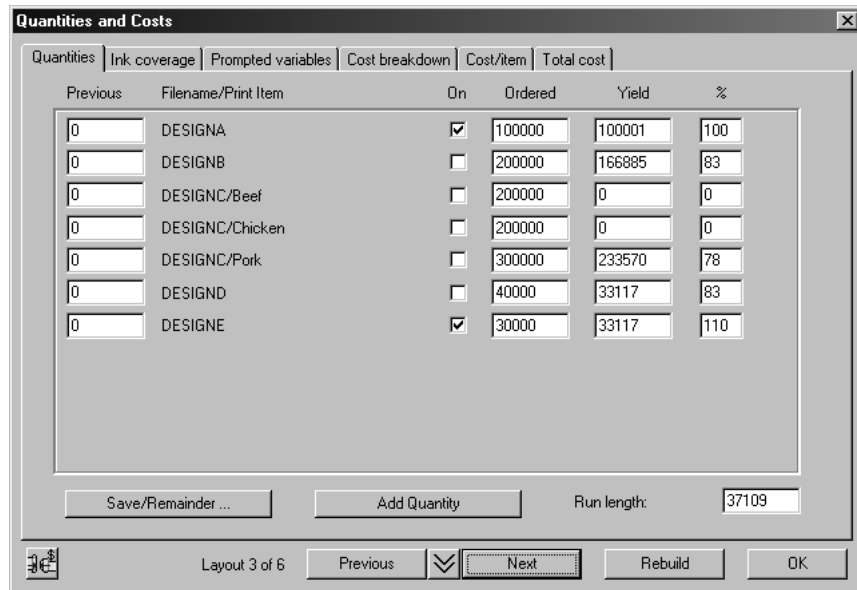 Quantities and Costs
Quantities Ink coverage Prompted variables Cost breakdown Cost/item Total cost
Previous Filename/Print Item On Ordered Yield %
0 DESIGNA 100000 100001 100
0 DESIGNB 200000 166885 83
0 DESIGNC/Beef 200000 0 0
0 DESIGNC/Chicken 200000 0 0
0 DESIGNC/Pork 300000 233570 78
0 DESIGND 40000 33117 83
0 DESIGNE 30000 33117 110
Save/Remainder ... Add Quantity Run length: 37109
Layout 3 of 6 Previous Next Rebuild OK